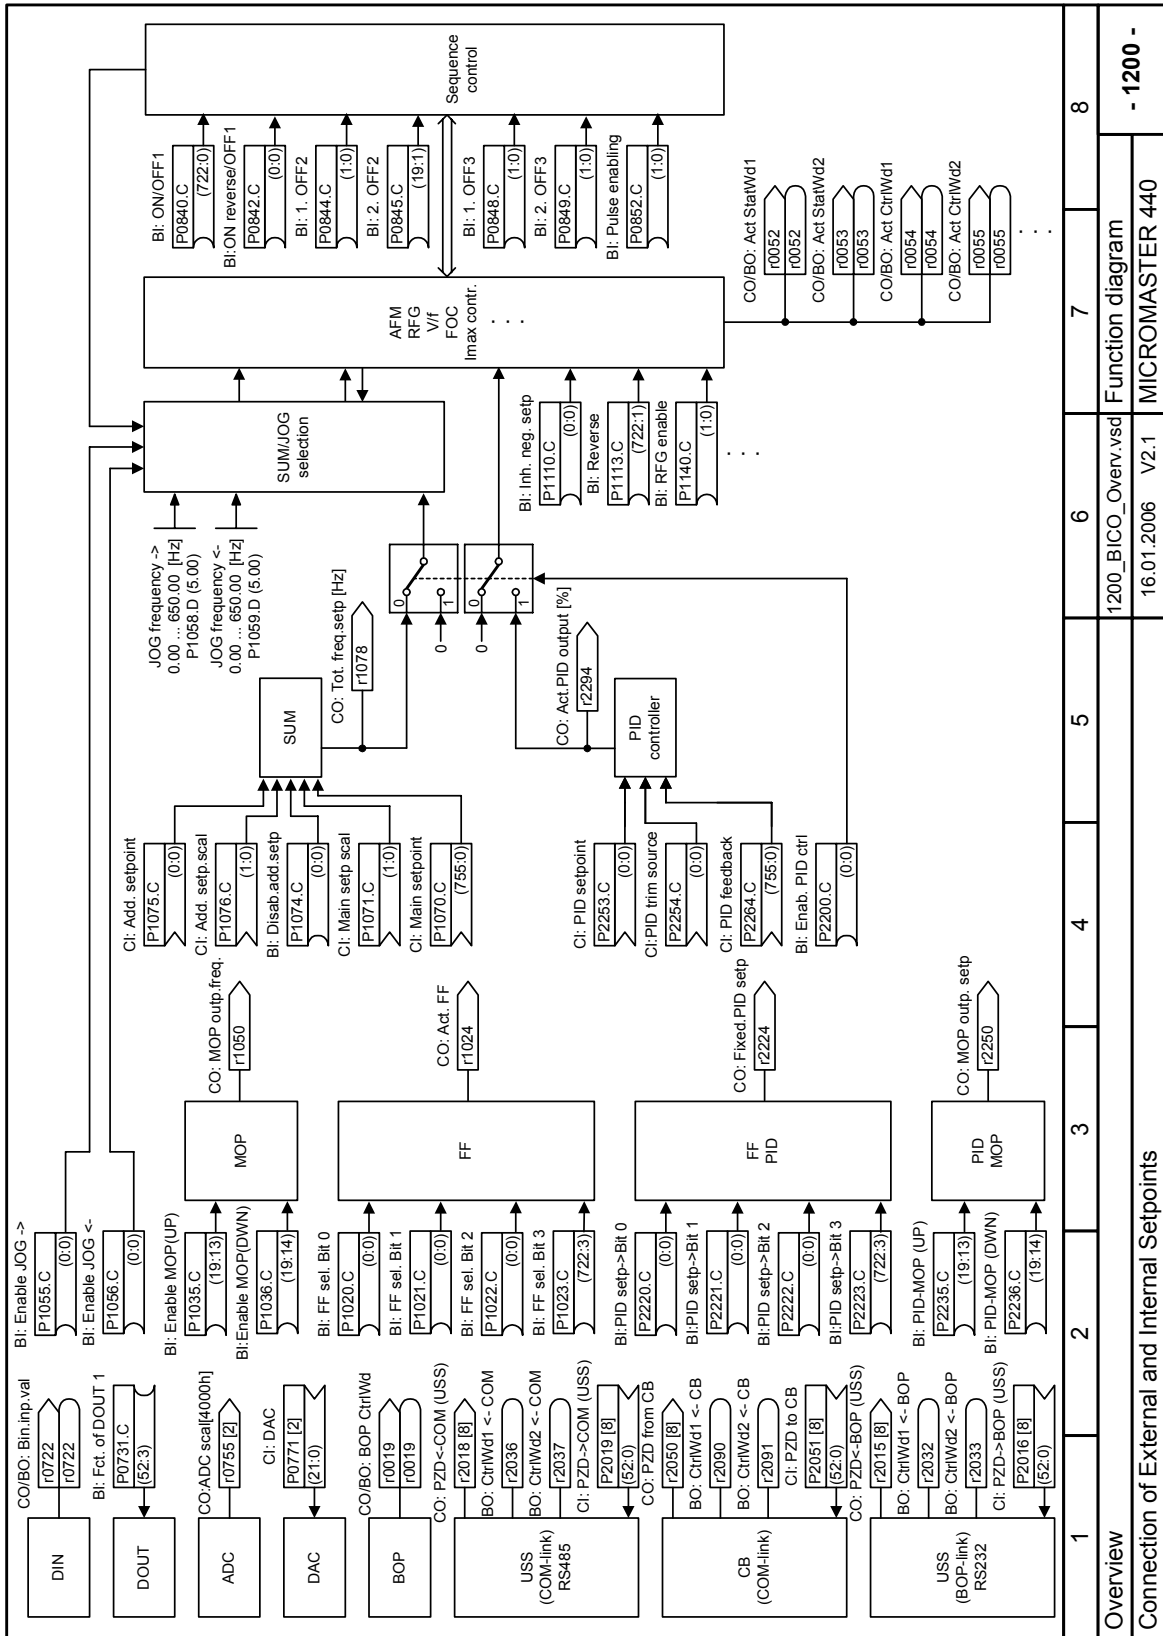 DIN
CO/BO: Bin.inp.val
r0722
r0722
DOUT
BI: Fct. of DOUT 1
P0731.C
(52:3)
ADC
CO:ADC scal[4000h]
r0755 [2]
DAC
CI: DAC
P0771 [2]
(21:0)
BOP
CO/BO: BOP CtrlWd
r0019
r0019
USS
(COM-link)
RS485
CO: PZD<-COM (USS)
r2018 [8]
BO: CtrlWd1 <- COM
r2036
BO: CtrlWd2 <- COM
r2037
CI: PZD->COM (USS)
P2019 [8]
(52:0)
CB
(COM-link)
CO: PZD from CB
r2050 [8]
BO: CtrlWd1 <- CB
r2090
BO: CtrlWd2 <- CB
r2091
CI: PZD to CB
P2051 [8]
(52:0)
USS
(BOP-link)
RS232
CO: PZD<-BOP (USS)
r2015 [8]
BO: CtrlWd1 <- BOP
r2032
BO: CtrlWd2 <- BOP
r2033
CI: PZD->BOP (USS)
P2016 [8]
(52:0)
BI: Enable JOG ->
P1055.C
(0:0)
BI: Enable JOG <-
P1056.C
(0:0)
BI: Enable MOP(UP)
P1035.C
(19:13)
BI:Enable MOP(DWN)
P1036.C
(19:14)
MOP
CO: MOP outp.freq.
r1050
BI: FF sel. Bit 0
P1020.C
(0:0)
BI: FF sel. Bit 1
P1021.C
(0:0)
BI: FF sel. Bit 2
P1022.C
(0:0)
BI: FF sel. Bit 3
P1023.C
(722:3)
FF
CO: Act. FF
r1024
BI:PID setp->Bit 0
P2220.C
(0:0)
BI:PID setp->Bit 1
P2221.C
(0:0)
BI:PID setp->Bit 2
P2222.C
(0:0)
BI:PID setp->Bit 3
P2223.C
(722:3)
FF
PID
CO: Fixed.PID setp
r2224
BI: PID-MOP (UP)
P2235.C
(19:13)
BI: PID-MOP (DWN)
P2236.C
(19:14)
PID
MOP
CO: MOP outp. setp
r2250
CI: Add. setpoint
P1075.C
(0:0)
CI: Add. setp.scal
P1076.C
(1:0)
BI: Disab.add.setp
P1074.C
(0:0)
CI: Main setp scal
P1071.C
(1:0)
CI: Main setpoint
P1070.C
(755:0)
SUM
CO: Tot. freq.setp [Hz]
r1078
CI: PID setpoint
P2253.C
(0:0)
CI:PID trim source
P2254.C
(0:0)
CI: PID feedback
P2264.C
(755:0)
BI: Enab. PID ctrl
P2200.C
(0:0)
PID
controller
CO: Act.PID output [%]
r2294
JOG frequency ->
0.00 ... 650.00 [Hz]
P1058.D (5.00)
JOG frequency <-
0.00 ... 650.00 [Hz]
P1059.D (5.00)
0
1
0
0
0
1
SUM/JOG
selection
BI: Inh. neg. setp
P1110.C
(0:0)
BI: Reverse
P1113.C
(722:1)
BI: RFG enable
P1140.C
(1:0)
. . .
AFM
RFG
V/f
FOC
Imax contr.
. . .
BI: ON/OFF1
P0840.C
(722:0)
BI:ON reverse/OFF1
P0842.C
(0:0)
BI: 1. OFF2
P0844.C
(1:0)
BI: 2. OFF2
P0845.C
(19:1)
BI: 1. OFF3
P0848.C
(1:0)
BI: 2. OFF3
P0849.C
(1:0)
BI: Pulse enabling
P0852.C
(1:0)
Sequence
control
CO/BO: Act StatWd1
r0052
r0052
CO/BO: Act StatWd2
r0053
r0053
CO/BO: Act CtrlWd1
r0054
r0054
CO/BO: Act CtrlWd2
r0055
r0055
. . .
1 2 3 4 5 6 7 8
Overview
1200_BICO_Overv.vsd
Function diagram
- 1200 -
Connection of External and Internal Setpoints
16.01.2006 V2.1
MICROMASTER 440